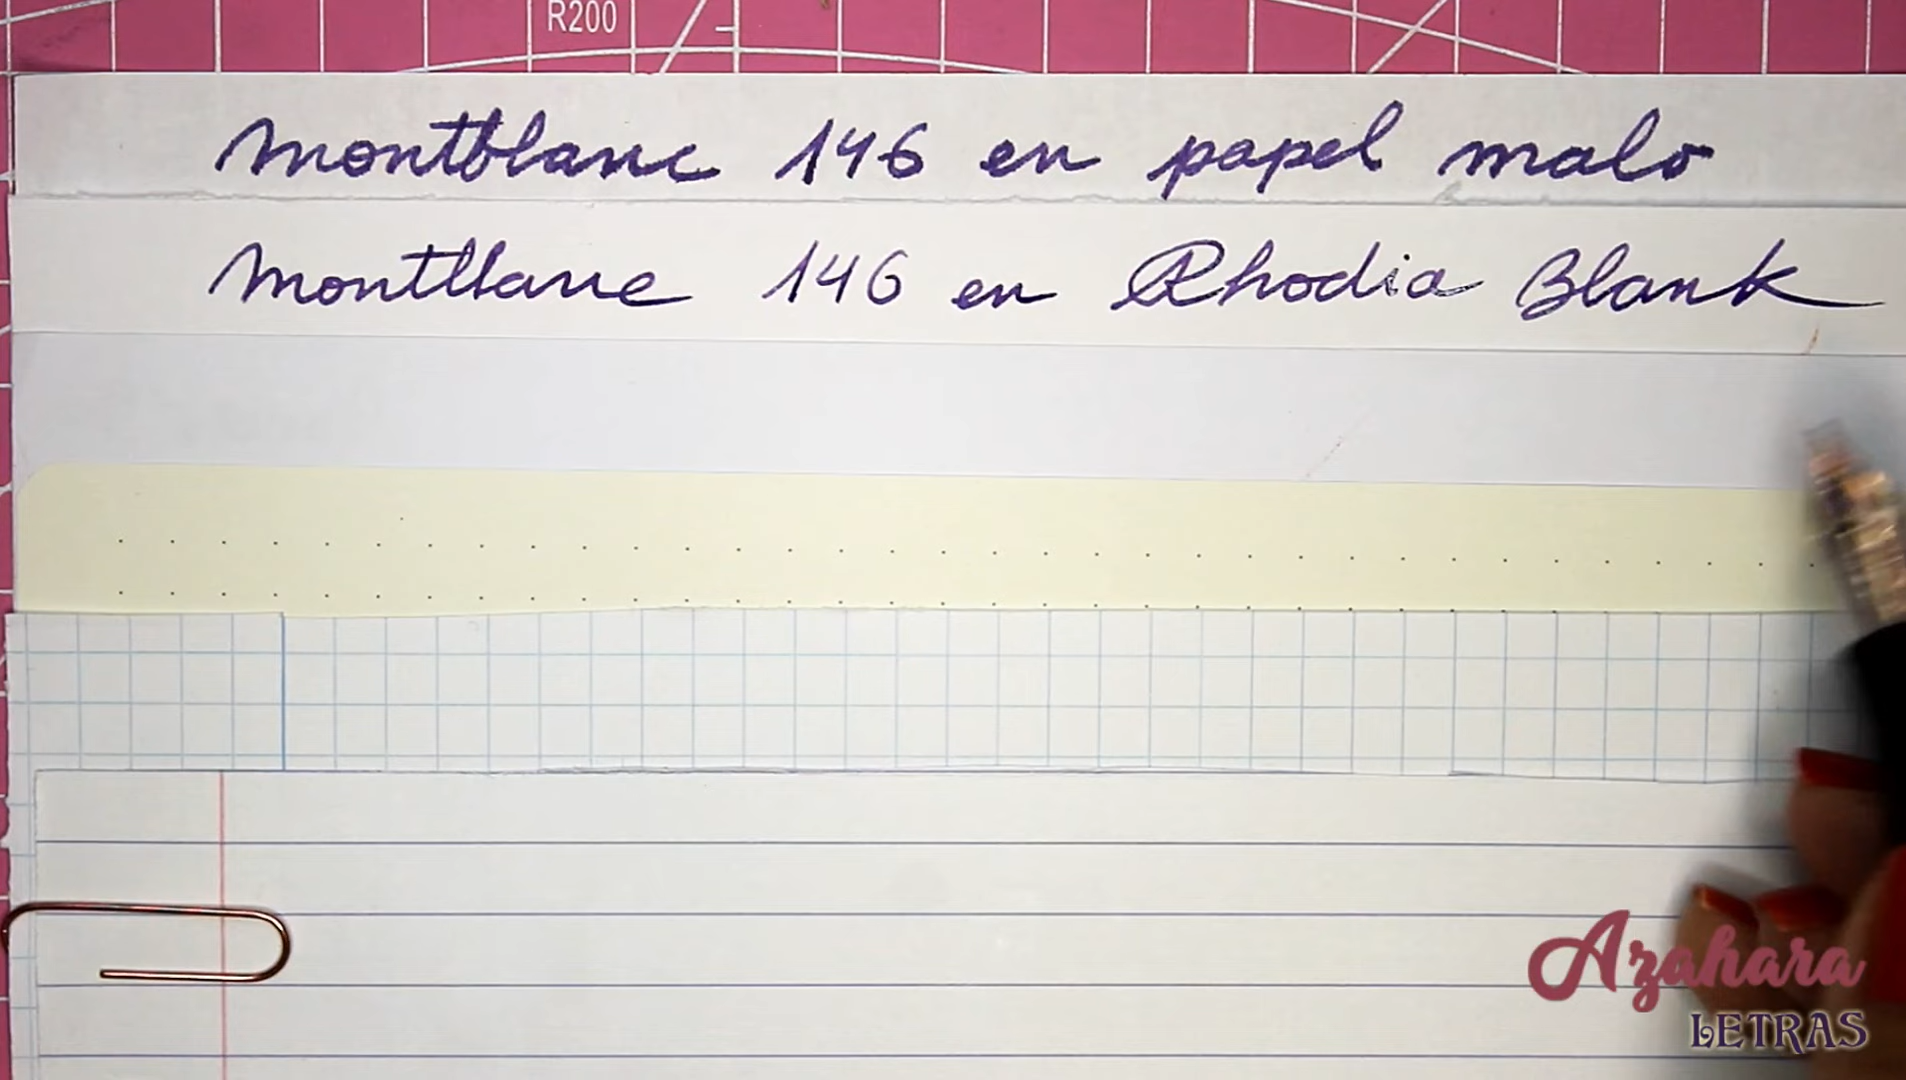 R200
Montblanc 146 en papel malo
Montblanc 146 en Rhodia Blank
Azahara
LETRAS